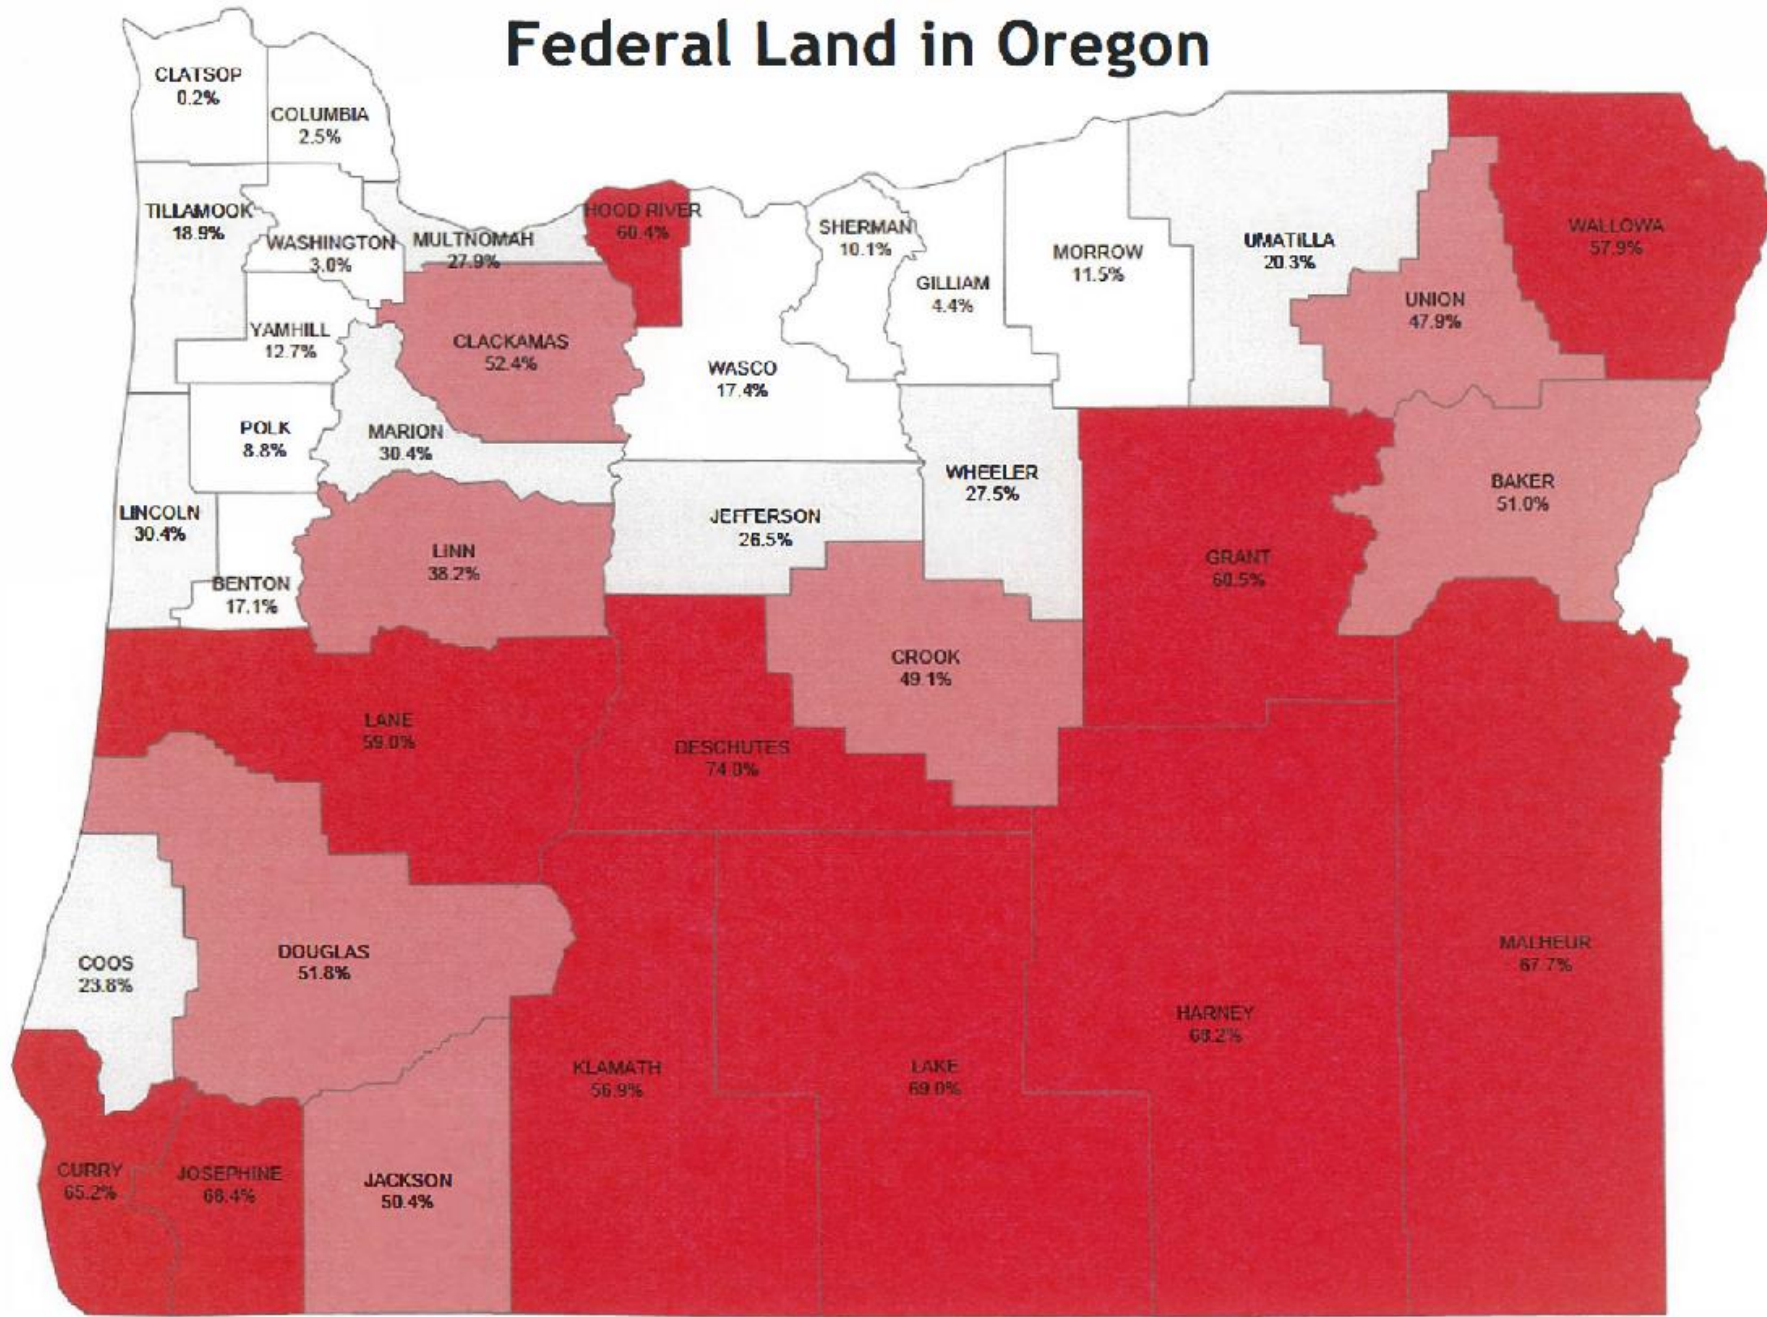 Federal Land in Oregon
CLATSOP
0.2%
COLUMBIA
2.5%
TILLAMOOK
18.9%
WASHINGTON
3.0%
MULTNOMAH
27.9%
HOOD RIVER
60.4%
SHERMAN
10.1%
GILLIAM
4.4%
MORROW
11.5%
UMATILLA
20.3%
UNION
47.9%
WALLOWA
57.9%
YAMHILL
12.7%
CLACKAMAS
52.4%
WASCO
17.4%
POLK
8.8%
MARION
30.4%
WHEELER
27.5%
BAKER
51.0%
LINCOLN
30.4%
JEFFERSON
26.5%
LINN
38.2%
GRANT
60.5%
BENTON
17.1%
CROOK
49.1%
LANE
59.0%
DESCHUTES
74.0%
DOUGLAS
51.8%
COOS
23.8%
MALHEUR
67.7%
HARNEY
68.2%
KLAMATH
56.9%
LAKE
69.0%
CURRY
65.2%
JOSEPHINE
68.4%
JACKSON
50.4%